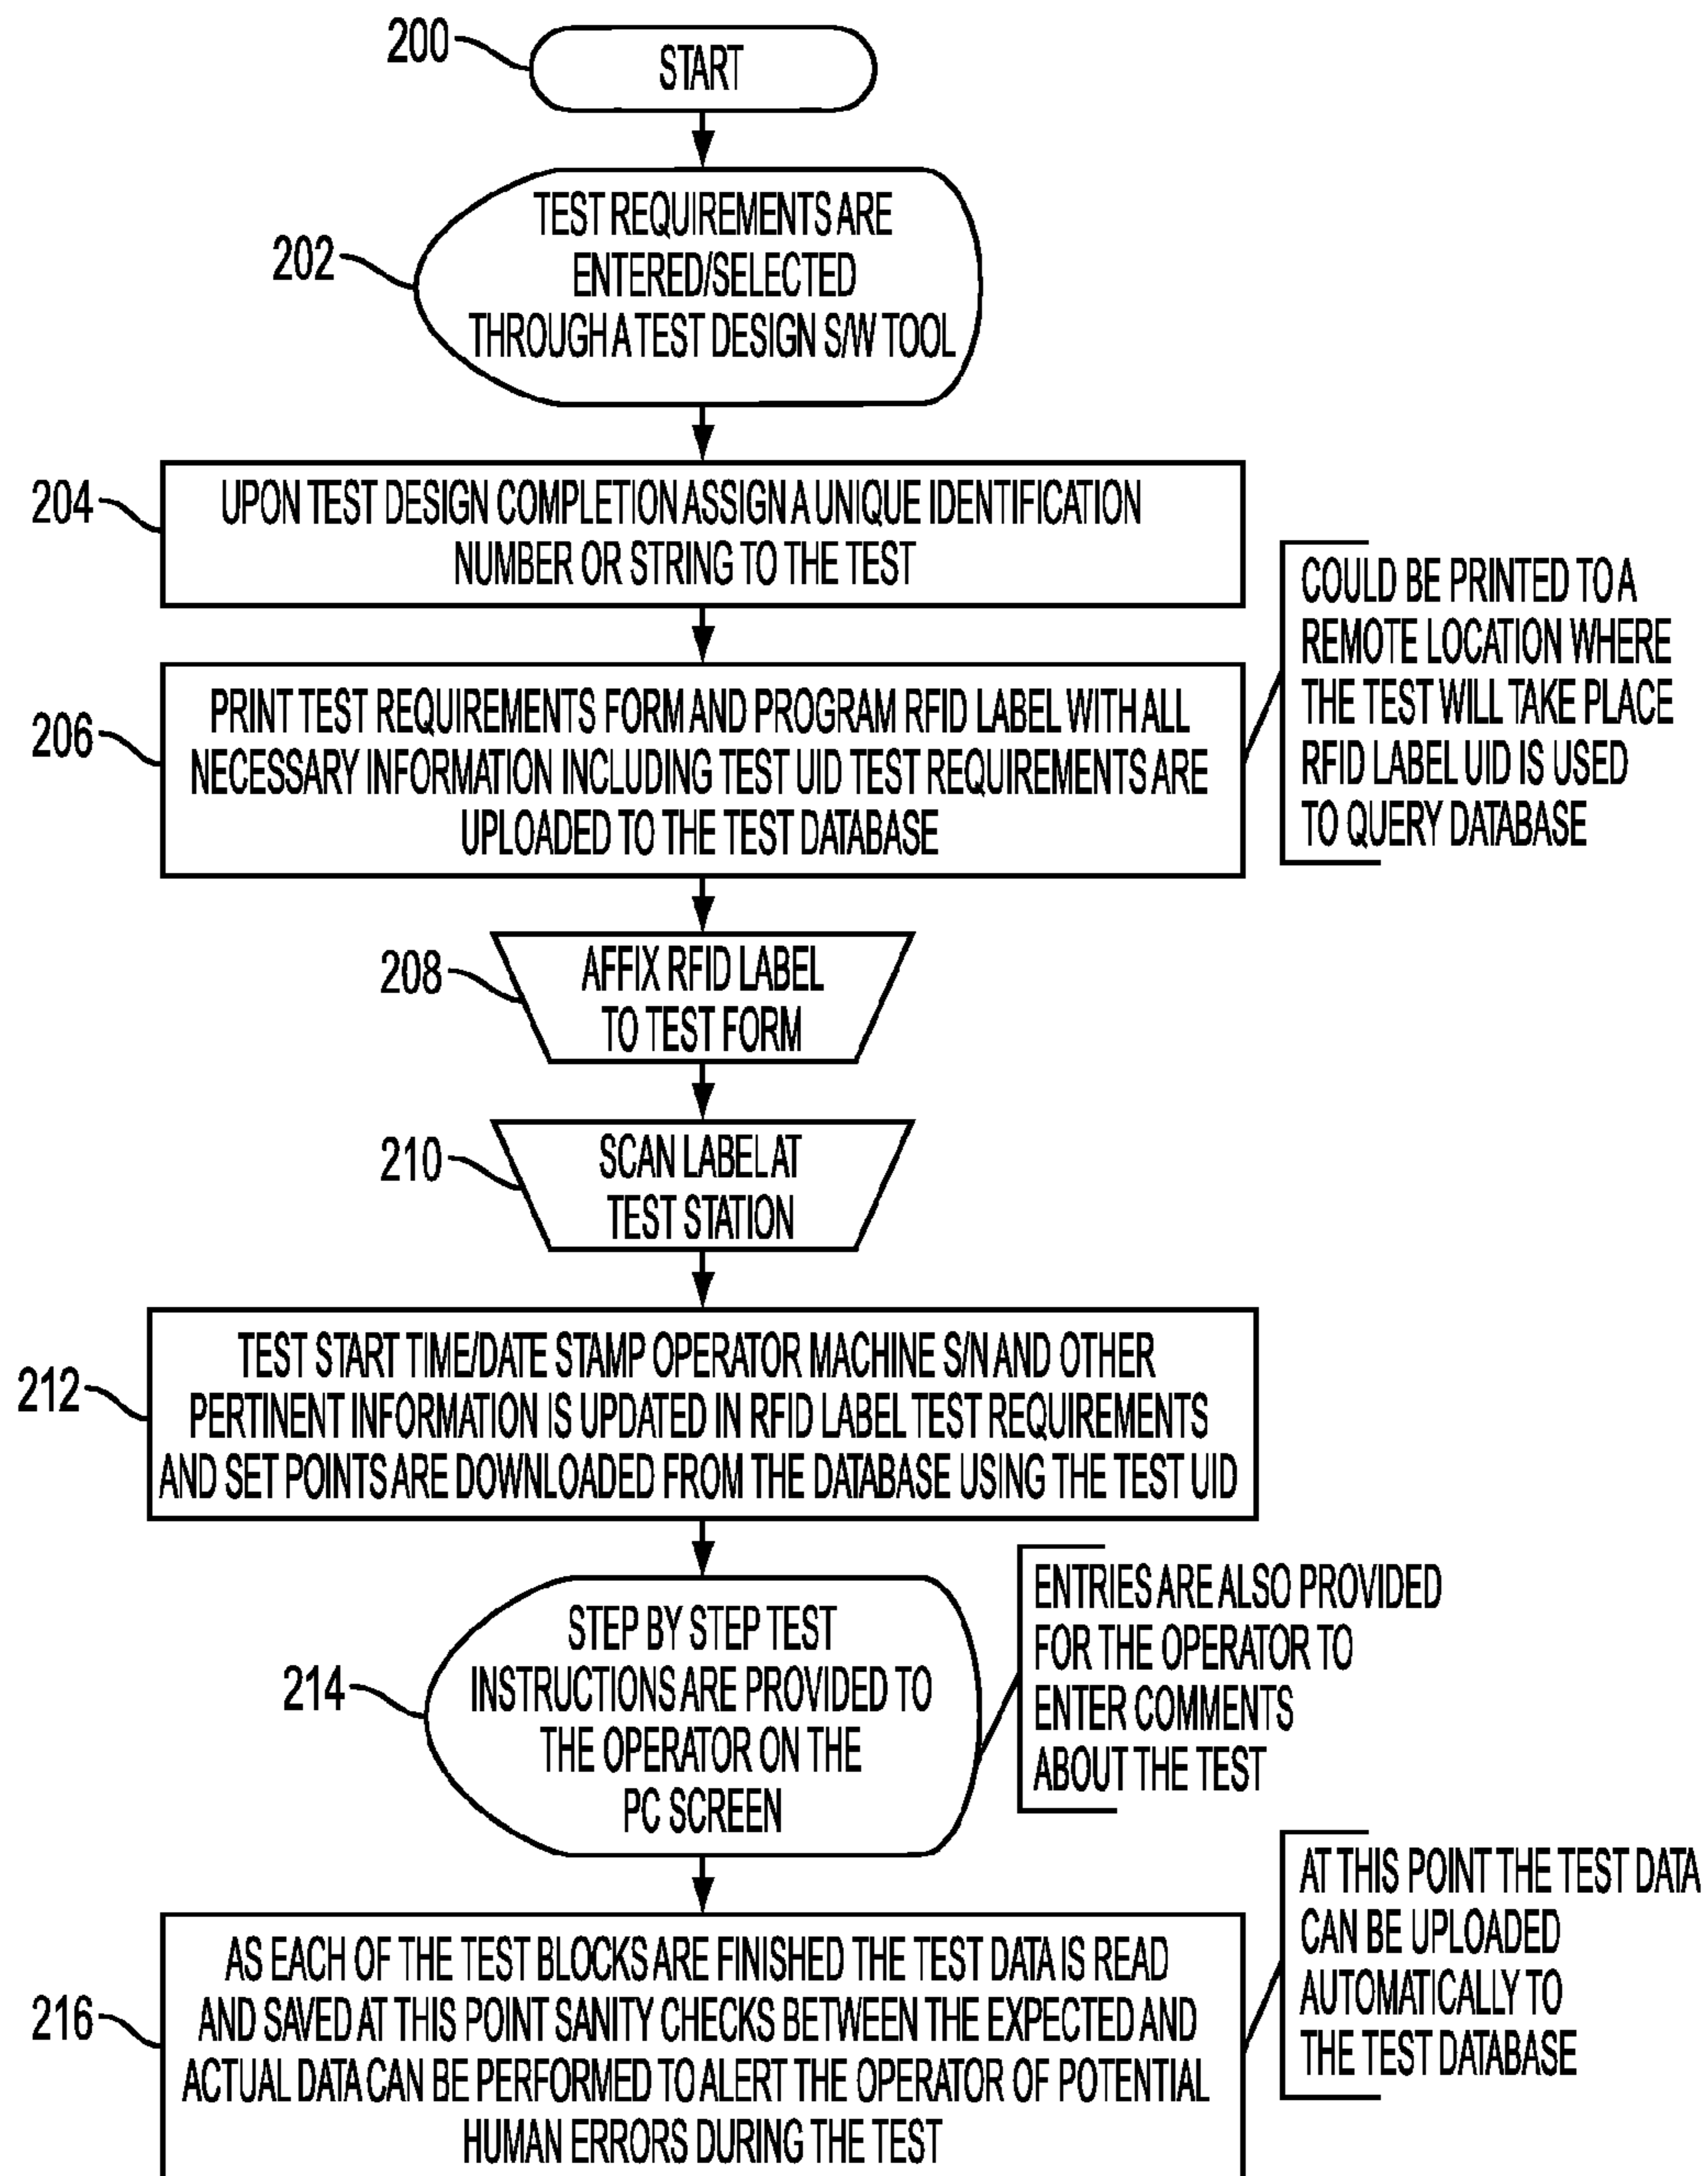 200
START
202
TEST REQUIREMENTS ARE
ENTERED/SELECTED
THROUGH A TEST DESIGN S/W TOOL
204
UPON TEST DESIGN COMPLETION ASSIGN A UNIQUE IDENTIFICATION
NUMBER OR STRING TO THE TEST
206
PRINT TEST REQUIREMENTS FORM AND PROGRAM RFID LABEL WITH ALL
NECESSARY INFORMATION INCLUDING TEST UID TEST REQUIREMENTS ARE
UPLOADED TO THE TEST DATABASE
COULD BE PRINTED TO A
REMOTE LOCATION WHERE
THE TEST WILL TAKE PLACE
RFID LABEL UID IS USED
TO QUERY DATABASE
208
AFFIX RFID LABEL
TO TEST FORM
210
SCAN LABEL AT
TEST STATION
212
TEST START TIME/DATE STAMP OPERATOR MACHINE S/N AND OTHER
PERTINENT INFORMATION IS UPDATED IN RFID LABEL TEST REQUIREMENTS
AND SET POINTS ARE DOWNLOADED FROM THE DATABASE USING THE TEST UID
214
STEP BY STEP TEST
INSTRUCTIONS ARE PROVIDED TO
THE OPERATOR ON THE
PC SCREEN
ENTRIES ARE ALSO PROVIDED
FOR THE OPERATOR TO
ENTER COMMENTS
ABOUT THE TEST
216
AS EACH OF THE TEST BLOCKS ARE FINISHED THE TEST DATA IS READ
AND SAVED AT THIS POINT SANITY CHECKS BETWEEN THE EXPECTED AND
ACTUAL DATA CAN BE PERFORMED TO ALERT THE OPERATOR OF POTENTIAL
HUMAN ERRORS DURING THE TEST
AT THIS POINT THE TEST DATA
CAN BE UPLOADED
AUTOMATICALLY TO
THE TEST DATABASE